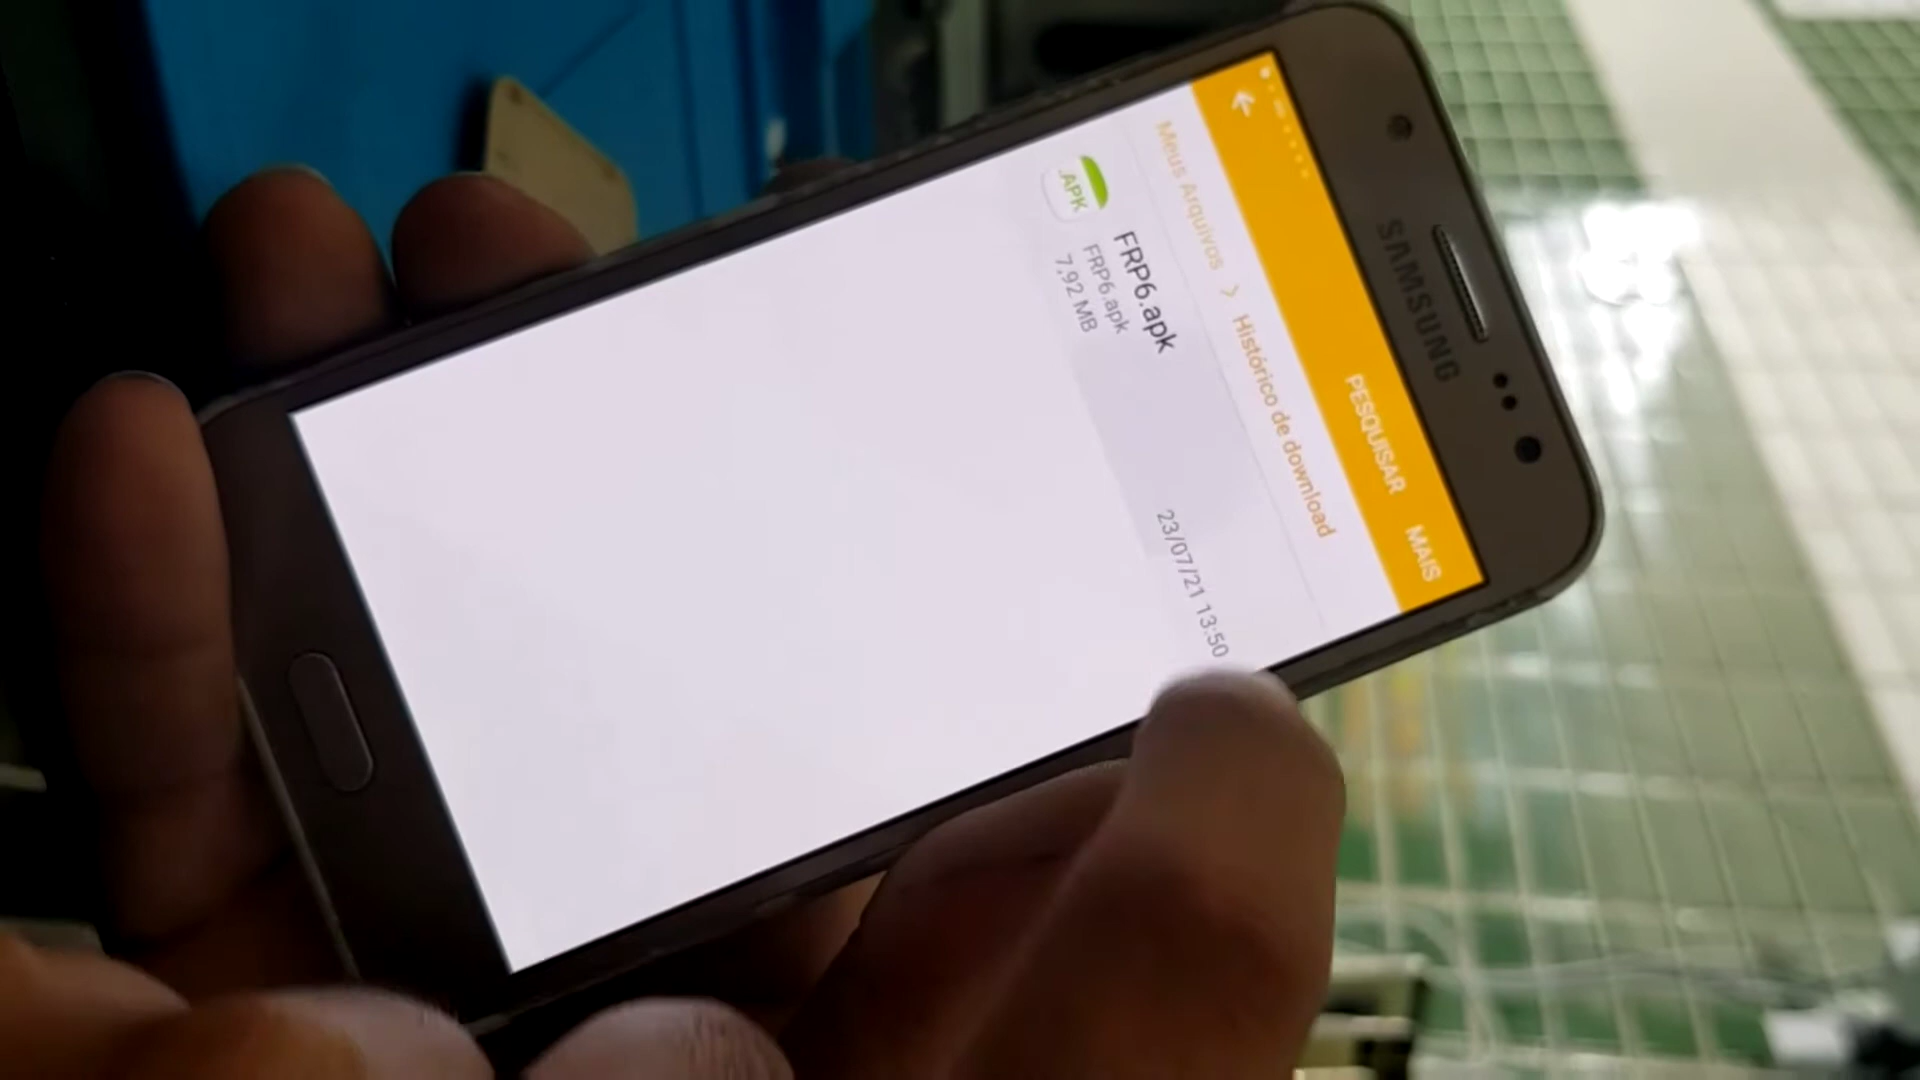 SAMSUNG
PESQUISAR MAIS
Meus Arquivos > Histórico de download
.APK
FRP6.apk
FRP6.apk
7,92 MB
23/07/21 13:50